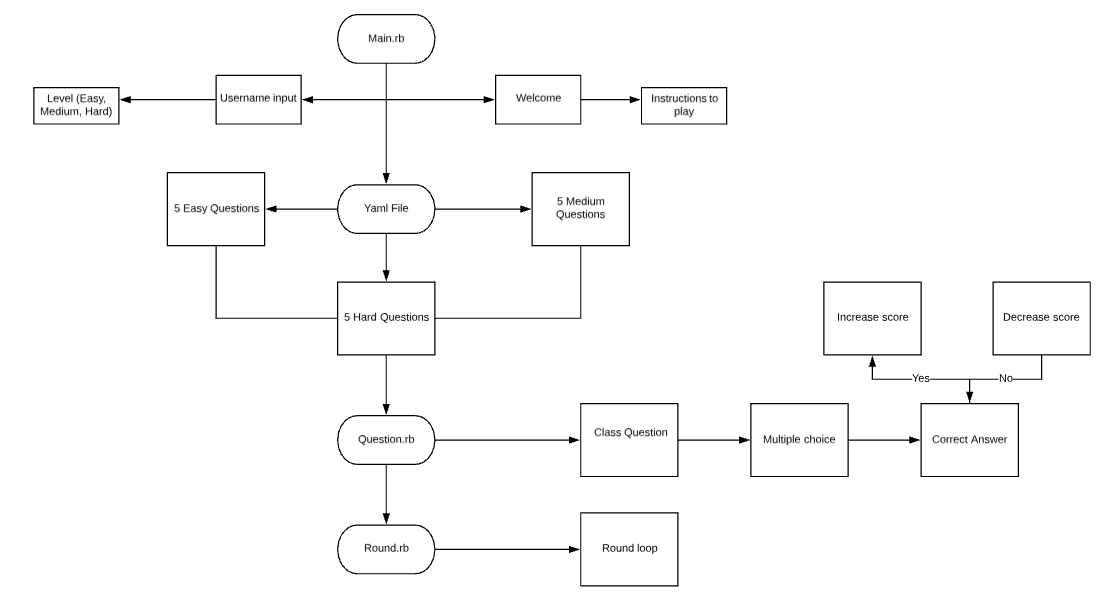 Main.rb
Level (Easy,
Medium, Hard)
Username input
Welcome
Instructions to
play
5 Easy Questions
Yaml File
5 Medium
Questions
5 Hard Questions
Increase score
Decrease score
Yes
No
Question.rb
Class Question
Multiple choice
Correct Answer
Round.rb
Round loop